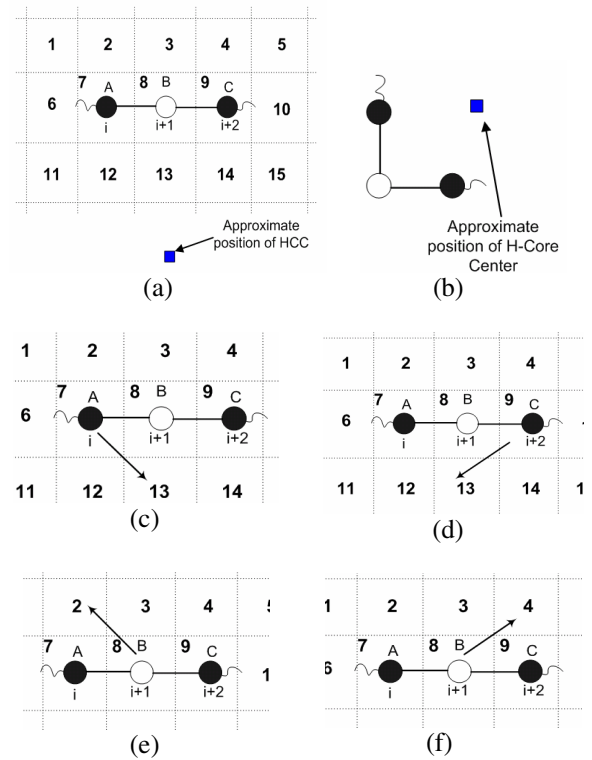 1 2 3 4 5
7 A 8 B 9 C
6 10
i i+1 i+2
11 12 13 14 15
Approximate
position of HCC
(a)
Approximate
position of H-Core
Center
(b)
1 2 3 4
7 A 8 B 9 C
6
i i+1 i+2
11 12 13 14
(c)
1 2 3 4
7 A 8 B 9 C
6
i i+1 i+2
11 12 13 14 1
(d)
2 3 4
7 A 8 B 9 C
i i+1 i+2 1
(e)
1 2 3 4
7 A 8 B 9 C
6
i i+1 i+2
(f)